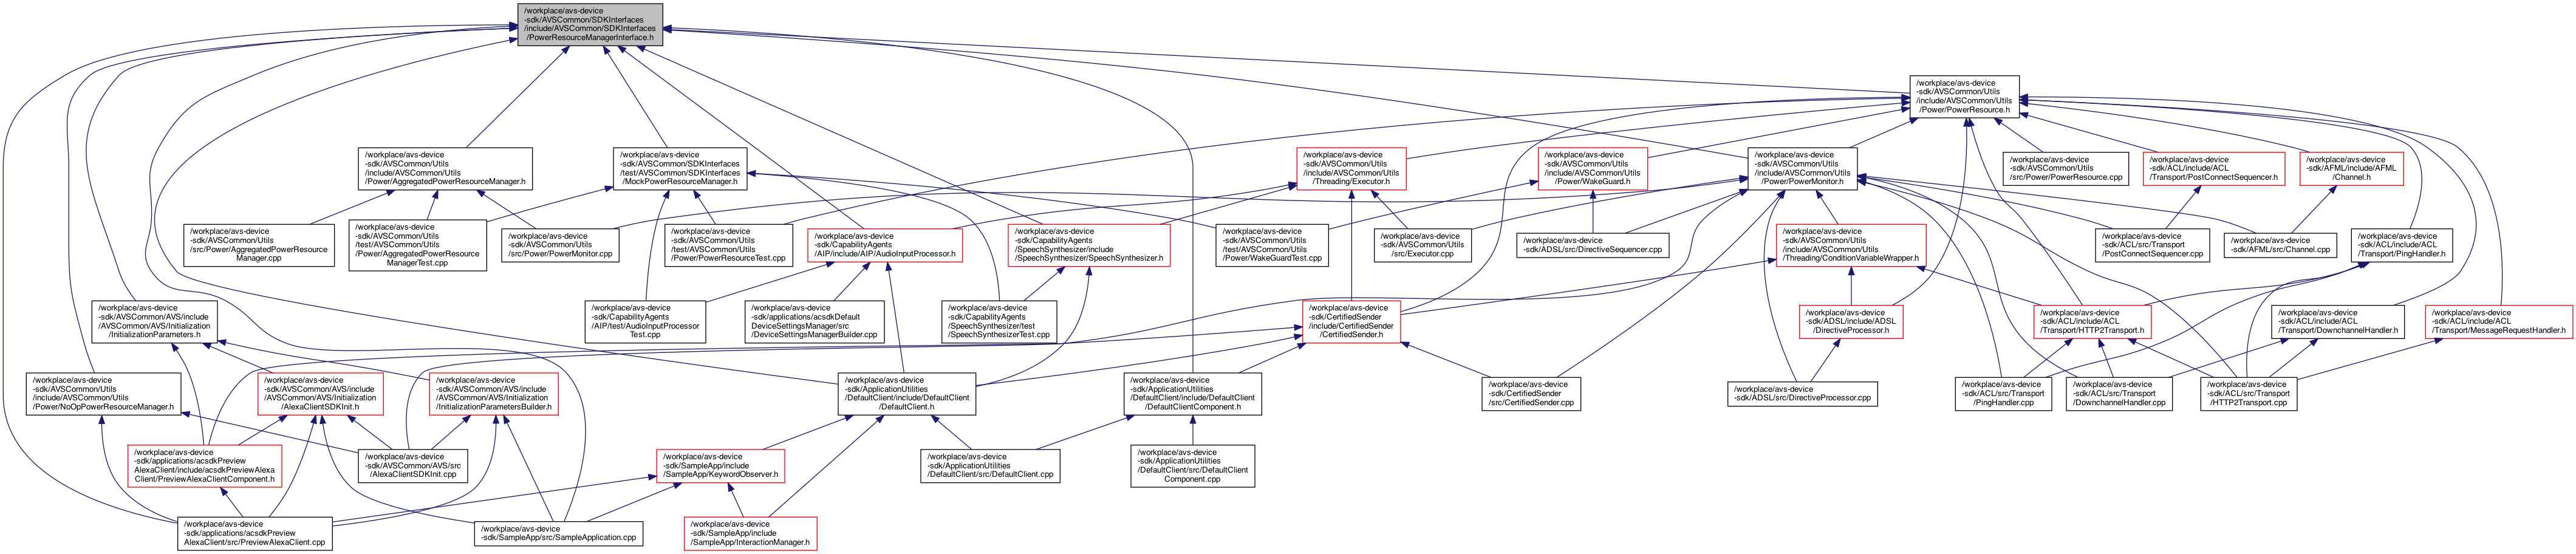 /workplace/avs-device
-sdk/AVSCommon/SDKInterfaces
/include/AVSCommon/SDKInterfaces
/PowerResourceManagerInterface.h
/workplace/avs-device
-sdk/AVSCommon/Utils
/include/AVSCommon/Utils
/Power/PowerResource.h
/workplace/avs-device
-sdk/AVSCommon/Utils
/include/AVSCommon/Utils
/Power/AggregatedPowerResourceManager.h
/workplace/avs-device
-sdk/AVSCommon/SDKInterfaces
/test/AVSCommon/SDKInterfaces
/MockPowerResourceManager.h
/workplace/avs-device
-sdk/AVSCommon/Utils
/include/AVSCommon/Utils
/Threading/Executor.h
/workplace/avs-device
-sdk/AVSCommon/Utils
/include/AVSCommon/Utils
/Power/WakeGuard.h
/workplace/avs-device
-sdk/AVSCommon/Utils
/include/AVSCommon/Utils
/Power/PowerMonitor.h
/workplace/avs-device
-sdk/AVSCommon/Utils
/src/Power/PowerResource.cpp
/workplace/avs-device
-sdk/ACL/include/ACL
/Transport/PostConnectSequencer.h
/workplace/avs-device
-sdk/AFML/include/AFML
/Channel.h
/workplace/avs-device
-sdk/AVSCommon/Utils
/src/Power/AggregatedPowerResource
Manager.cpp
/workplace/avs-device
-sdk/AVSCommon/Utils
/test/AVSCommon/Utils
/Power/AggregatedPowerResource
ManagerTest.cpp
/workplace/avs-device
-sdk/AVSCommon/Utils
/src/Power/PowerMonitor.cpp
/workplace/avs-device
-sdk/AVSCommon/Utils
/test/AVSCommon/Utils
/Power/PowerResourceTest.cpp
/workplace/avs-device
-sdk/CapabilityAgents
/AIP/include/AIP/AudioInputProcessor.h
/workplace/avs-device
-sdk/CapabilityAgents
/SpeechSynthesizer/include
/SpeechSynthesizer/SpeechSynthesizer.h
/workplace/avs-device
-sdk/AVSCommon/Utils
/test/AVSCommon/Utils
/Power/WakeGuardTest.cpp
/workplace/avs-device
-sdk/AVSCommon/Utils
/src/Executor.cpp
/workplace/avs-device
-sdk/ADSL/src/DirectiveSequencer.cpp
/workplace/avs-device
-sdk/AVSCommon/Utils
/include/AVSCommon/Utils
/Threading/ConditionVariableWrapper.h
/workplace/avs-device
-sdk/ACL/src/Transport
/PostConnectSequencer.cpp
/workplace/avs-device
-sdk/AFML/src/Channel.cpp
/workplace/avs-device
-sdk/ACL/include/ACL
/Transport/PingHandler.h
/workplace/avs-device
-sdk/AVSCommon/AVS/include
/AVSCommon/AVS/Initialization
/InitializationParameters.h
/workplace/avs-device
-sdk/CapabilityAgents
/AIP/test/AudioInputProcessor
Test.cpp
/workplace/avs-device
-sdk/applications/acsdkDefault
DeviceSettingsManager/src
/DeviceSettingsManagerBuilder.cpp
/workplace/avs-device
-sdk/CapabilityAgents
/SpeechSynthesizer/test
/SpeechSynthesizerTest.cpp
/workplace/avs-device
-sdk/CertifiedSender
/include/CertifiedSender
/CertifiedSender.h
/workplace/avs-device
-sdk/ADSL/include/ADSL
/DirectiveProcessor.h
/workplace/avs-device
-sdk/ACL/include/ACL
/Transport/HTTP2Transport.h
/workplace/avs-device
-sdk/ACL/include/ACL
/Transport/DownchannelHandler.h
/workplace/avs-device
-sdk/ACL/include/ACL
/Transport/MessageRequestHandler.h
/workplace/avs-device
-sdk/AVSCommon/Utils
/include/AVSCommon/Utils
/Power/NoOpPowerResourceManager.h
/workplace/avs-device
-sdk/AVSCommon/AVS/include
/AVSCommon/AVS/Initialization
/AlexaClientSDKInit.h
/workplace/avs-device
-sdk/AVSCommon/AVS/include
/AVSCommon/AVS/Initialization
/InitializationParametersBuilder.h
/workplace/avs-device
-sdk/ApplicationUtilities
/DefaultClient/include/DefaultClient
/DefaultClient.h
/workplace/avs-device
-sdk/ApplicationUtilities
/DefaultClient/include/DefaultClient
/DefaultClientComponent.h
/workplace/avs-device
-sdk/CertifiedSender
/src/CertifiedSender.cpp
/workplace/avs-device
-sdk/ADSL/src/DirectiveProcessor.cpp
/workplace/avs-device
-sdk/ACL/src/Transport
/PingHandler.cpp
/workplace/avs-device
-sdk/ACL/src/Transport
/DownchannelHandler.cpp
/workplace/avs-device
-sdk/ACL/src/Transport
/HTTP2Transport.cpp
/workplace/avs-device
-sdk/applications/acsdkPreview
AlexaClient/include/acsdkPreviewAlexa
Client/PreviewAlexaClientComponent.h
/workplace/avs-device
-sdk/AVSCommon/AVS/src
/AlexaClientSDKInit.cpp
/workplace/avs-device
-sdk/SampleApp/include
/SampleApp/KeywordObserver.h
/workplace/avs-device
-sdk/ApplicationUtilities
/DefaultClient/src/DefaultClient.cpp
/workplace/avs-device
-sdk/ApplicationUtilities
/DefaultClient/src/DefaultClient
Component.cpp
/workplace/avs-device
-sdk/applications/acsdkPreview
AlexaClient/src/PreviewAlexaClient.cpp
/workplace/avs-device
-sdk/SampleApp/src/SampleApplication.cpp
/workplace/avs-device
-sdk/SampleApp/include
/SampleApp/InteractionManager.h